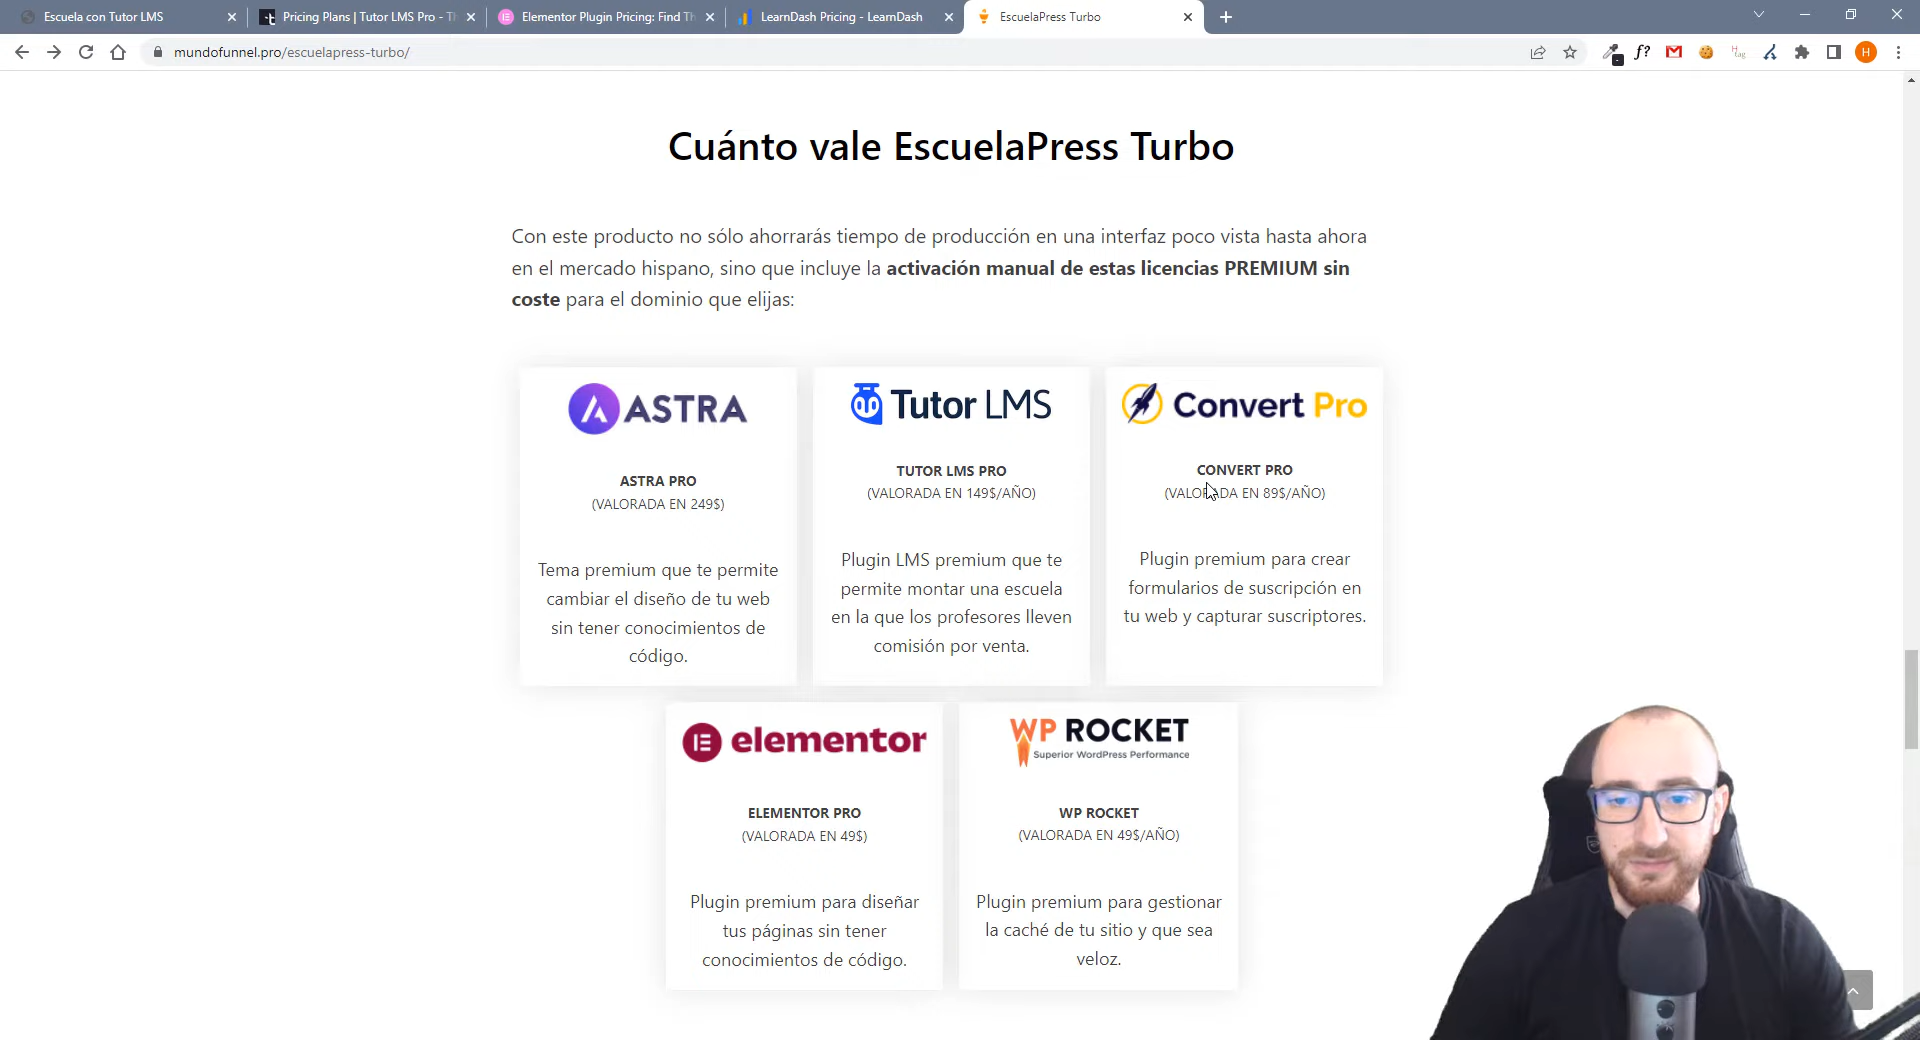 Escuela con Tutor LMS
Pricing Plans | Tutor LMS Pro - Th
Elementor Plugin Pricing: Find Th
LearnDash Pricing - LearnDash
EscuelaPress Turbo
mundofunnel.pro/escuelapress-turbo/
f?
H
Cuánto vale EscuelaPress Turbo
Con este producto no sólo ahorrarás tiempo de producción en una interfaz poco vista hasta ahora
en el mercado hispano, sino que incluye la activación manual de estas licencias PREMIUM sin
coste para el dominio que elijas:
ASTRA
ASTRA PRO
(VALORADA EN 249$)
Tema premium que te permite
cambiar el diseño de tu web
sin tener conocimientos de
código.
Tutor LMS
TUTOR LMS PRO
(VALORADA EN 149$/AÑO)
Plugin LMS premium que te
permite montar una escuela
en la que los profesores lleven
comisión por venta.
Convert Pro
CONVERT PRO
(VALORADA EN 89$/AÑO)
Plugin premium para crear
formularios de suscripción en
tu web y capturar suscriptores.
elementor
ELEMENTOR PRO
(VALORADA EN 49$)
Plugin premium para diseñar
tus páginas sin tener
conocimientos de código.
WP ROCKET
Superior WordPress Performance
WP ROCKET
(VALORADA EN 49$/AÑO)
Plugin premium para gestionar
la caché de tu sitio y que sea
veloz.